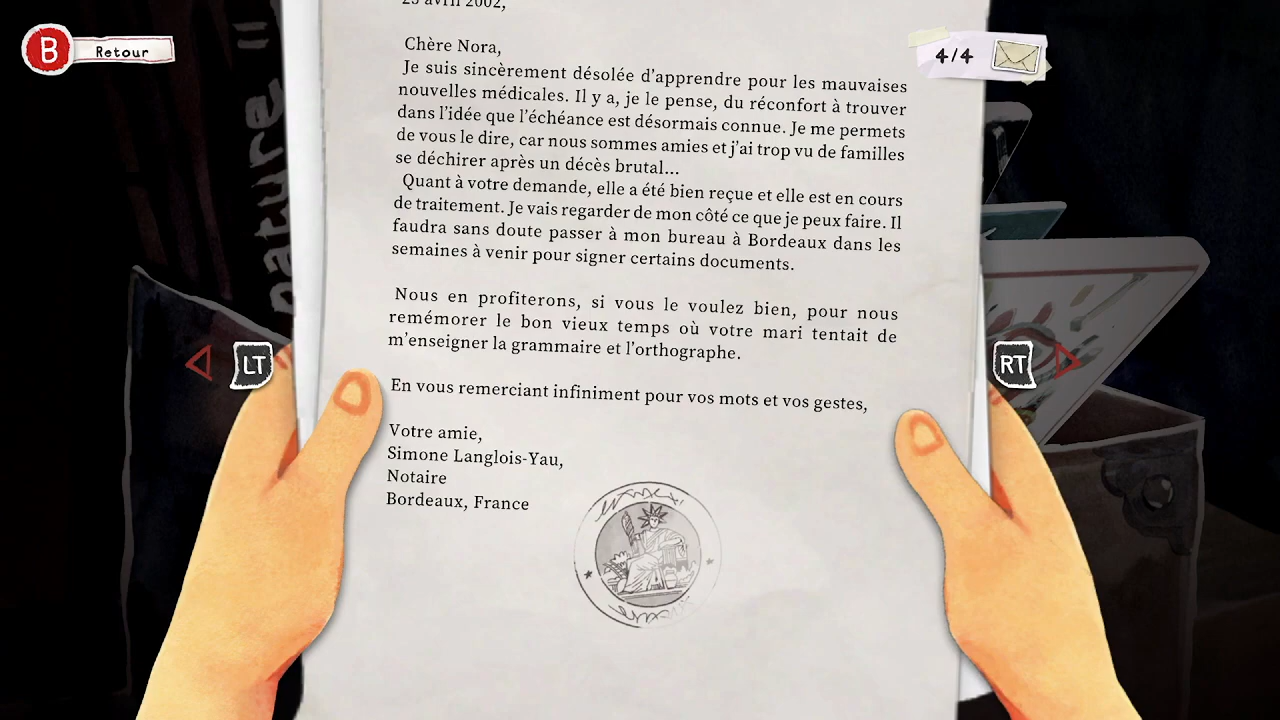 Retour
4/4
avril 2002,
Chère Nora,
Je suis sincèrement désolée d'apprendre pour les mauvaises
nouvelles médicales. Il y a, je le pense, du réconfort à trouver
dans l'idée que l'échéance est désormais connue. Je me permets
de vous le dire, car nous sommes amies et j'ai trop vu de familles
se déchirer après un décès brutal...
Quant à votre demande, elle a été bien reçue et elle est en cours
de traitement. Je vais regarder de mon côté ce que je peux faire. Il
faudra sans doute passer à mon bureau à Bordeaux dans les
semaines à venir pour signer certains documents.
Nous en profiterons, si vous le voulez bien, pour nous
remémorer le bon vieux temps où votre mari tentait de
m'enseigner la grammaire et l'orthographe.
En vous remerciant infiniment pour vos mots et vos gestes,
Votre amie,
Simone Langlois-Yau,
Notaire
Bordeaux, France
B
LT
RT
nature